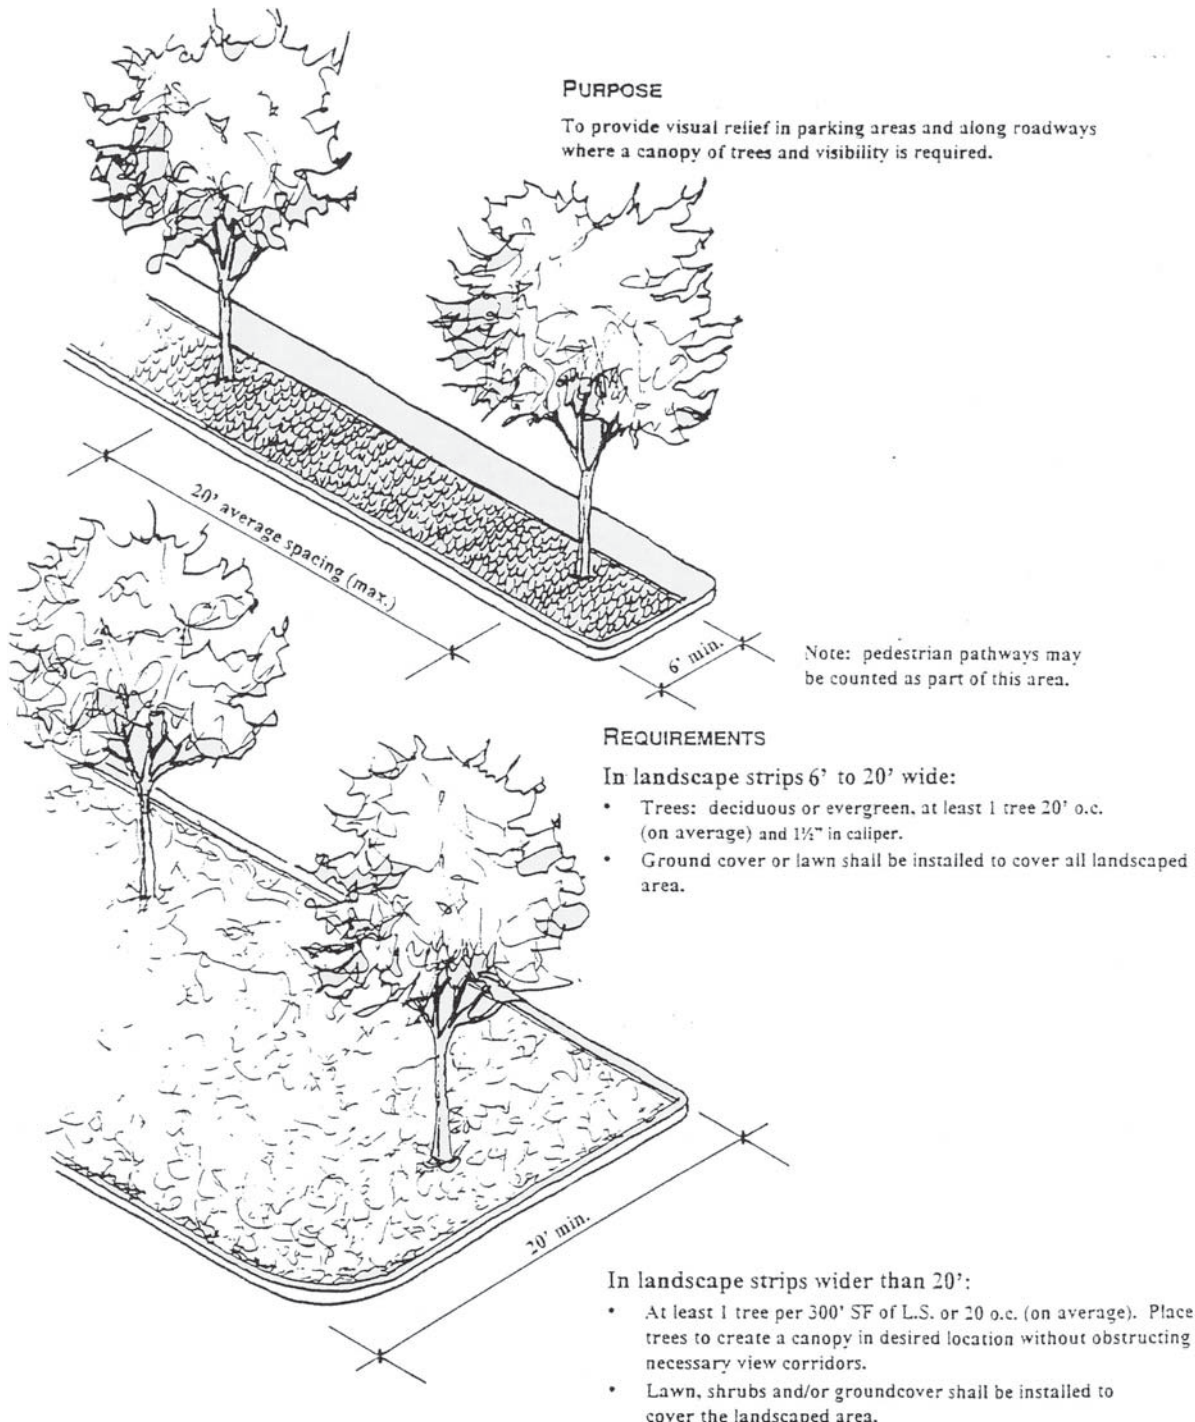 PURPOSE
To provide visual relief in parking areas and along roadways
where a canopy of trees and visibility is required.
20' average spacing (max.)
6' min.
Note: pedestrian pathways may
be counted as part of this area.
REQUIREMENTS
In landscape strips 6' to 20' wide:
• Trees: deciduous or evergreen, at least 1 tree 20' o.c.
(on average) and 1½" in caliper.
• Ground cover or lawn shall be installed to cover all landscaped
area.
20' min.
In landscape strips wider than 20':
• At least 1 tree per 300' SF of L.S. or 20 o.c. (on average). Place
trees to create a canopy in desired location without obstructing
necessary view corridors.
• Lawn, shrubs and/or groundcover shall be installed to
cover the landscaped area.